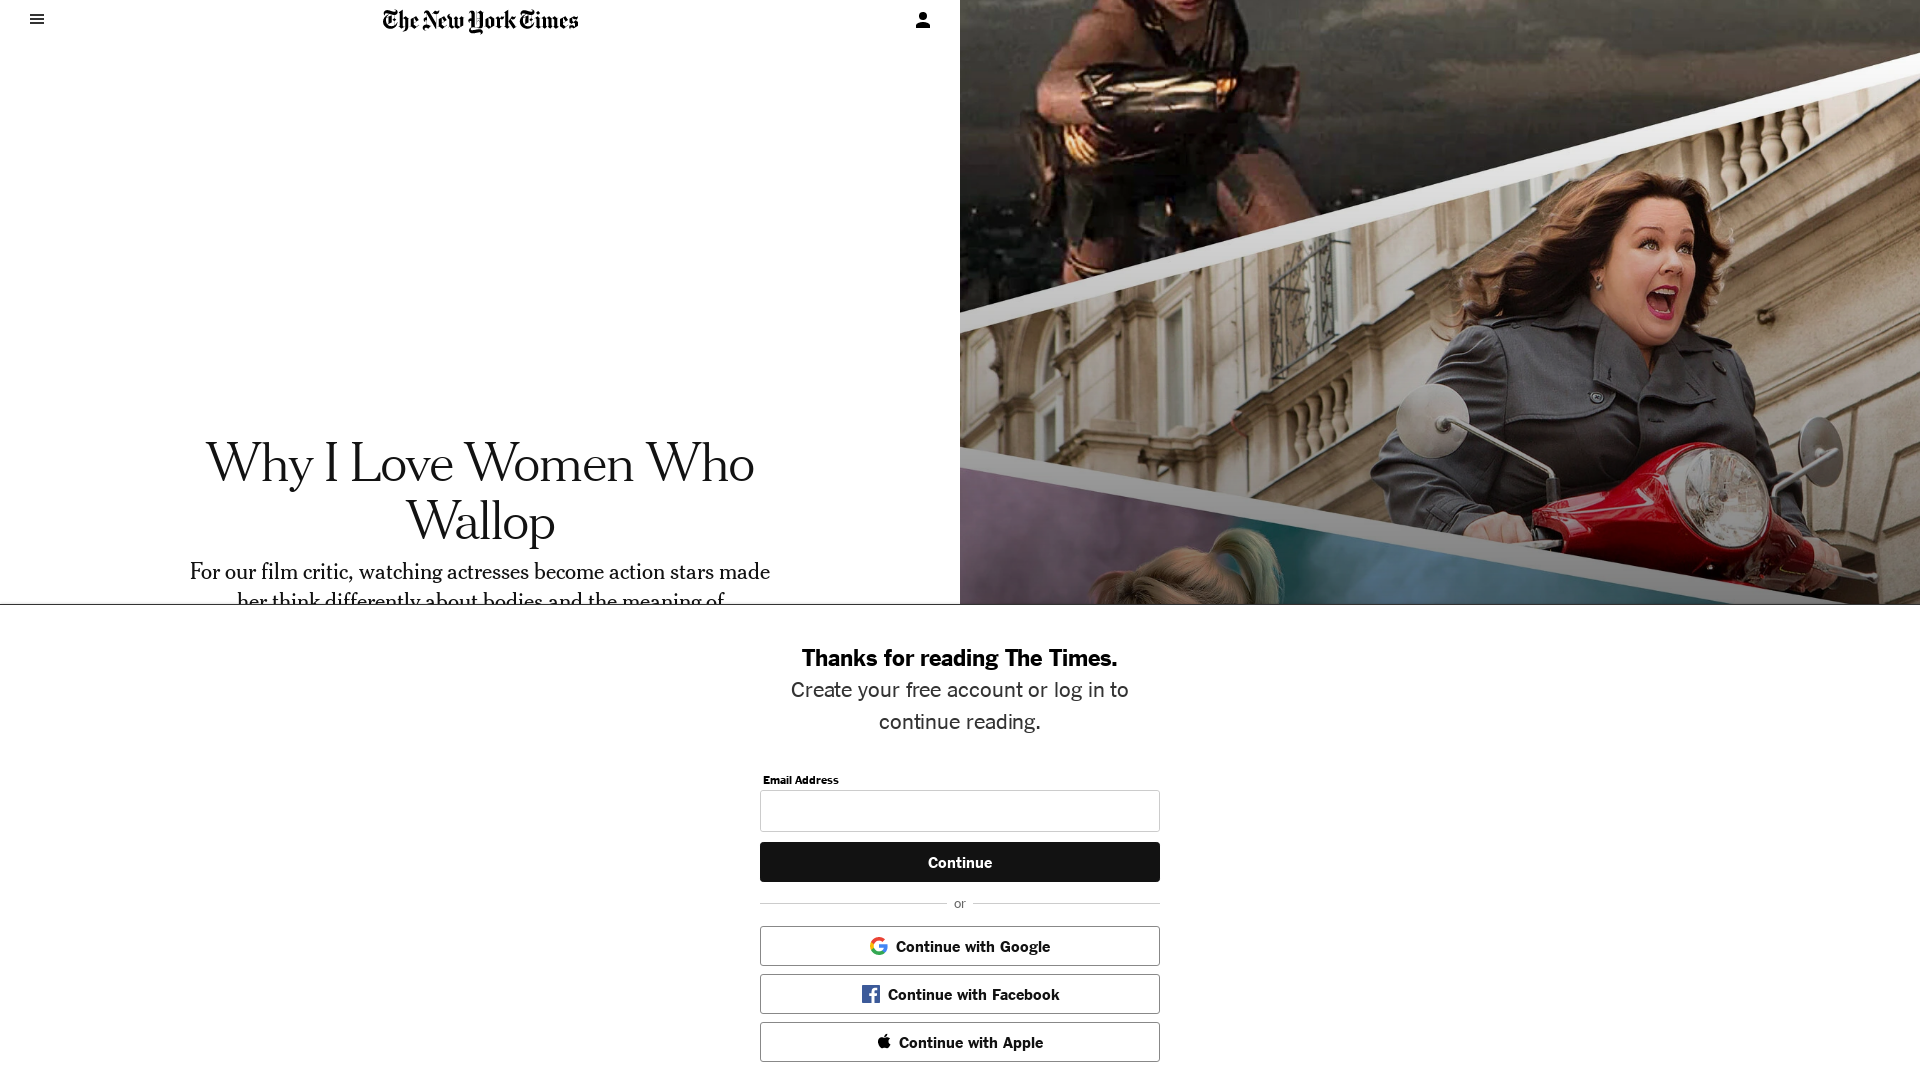 The New York Times
Why I Love Women Who
Wallop
For our film critic, watching actresses become action stars made
her think differently about bodies and the meaning of
Thanks for reading The Times.
Create your free account or log in to
continue reading.
Email Address
Continue
or
Continue with Google
Continue with Facebook
Continue with Apple